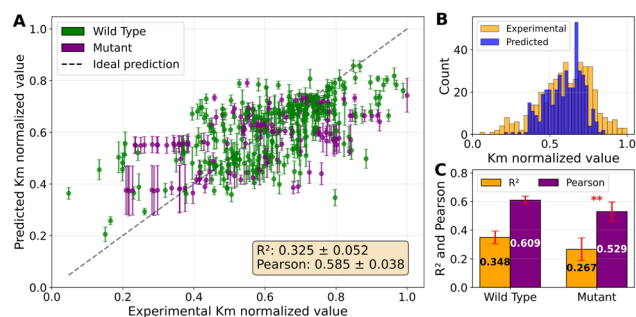 A
Wild Type
Mutant
Ideal prediction
Predicted Km normalized value
1.0
0.8
0.6
0.4
0.2
0.0
R²: 0.325 ± 0.052
Pearson: 0.585 ± 0.038
0.0 0.2 0.4 0.6 0.8 1.0
Experimental Km normalized value
B
Experimental
Predicted
Count
40
20
0
0.0 0.5 1.0
Km normalized value
C
R² Pearson
R² and Pearson
0.8
0.6
0.4
0.2
0.0
**
0.348
0.609
0.267
0.529
Wild Type Mutant